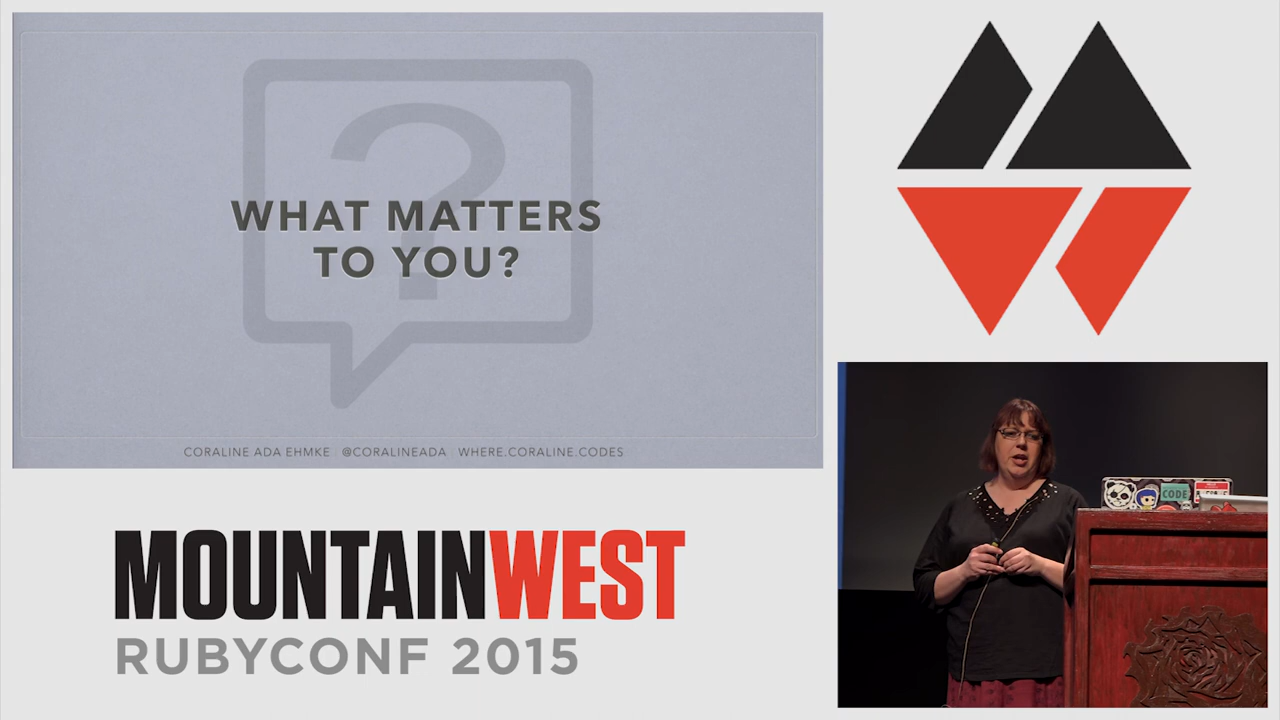 ?
WHAT MATTERS
TO YOU?
CORALINE ADA EHMKE @CORALINEADA WHERE.CORALINE.CODES
MOUNTAINWEST
RUBYCONF 2015
CODE